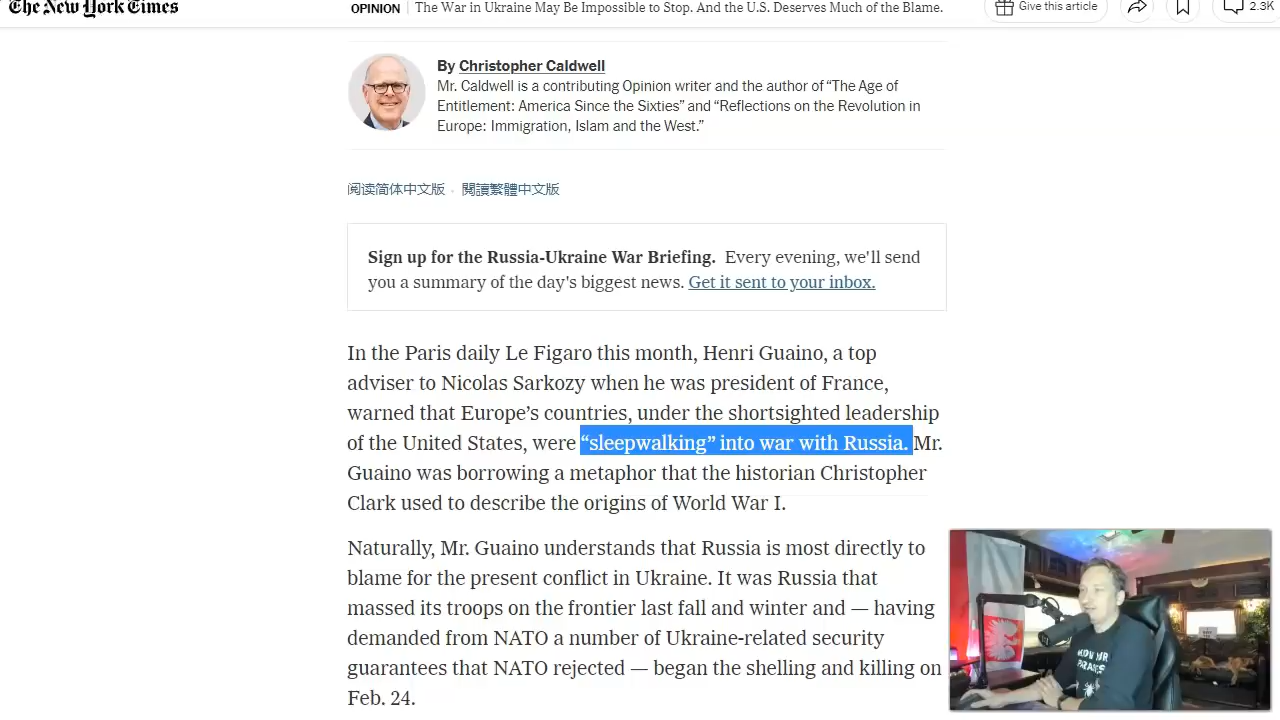 The New York Times
OPINION | The War in Ukraine May Be Impossible to Stop. And the U.S. Deserves Much of the Blame.
Give this article
2.3K
By Christopher Caldwell
Mr. Caldwell is a contributing Opinion writer and the author of “The Age of
Entitlement: America Since the Sixties” and “Reflections on the Revolution in
Europe: Immigration, Islam and the West.”
阅读简体中文版 · 閱讀繁體中文版
Sign up for the Russia-Ukraine War Briefing. Every evening, we'll send
you a summary of the day's biggest news. Get it sent to your inbox.
In the Paris daily Le Figaro this month, Henri Guaino, a top
adviser to Nicolas Sarkozy when he was president of France,
warned that Europe’s countries, under the shortsighted leadership
of the United States, were “sleepwalking” into war with Russia. Mr.
Guaino was borrowing a metaphor that the historian Christopher
Clark used to describe the origins of World War I.
Naturally, Mr. Guaino understands that Russia is most directly to
blame for the present conflict in Ukraine. It was Russia that
massed its troops on the frontier last fall and winter and — having
demanded from NATO a number of Ukraine-related security
guarantees that NATO rejected — began the shelling and killing on
Feb. 24.